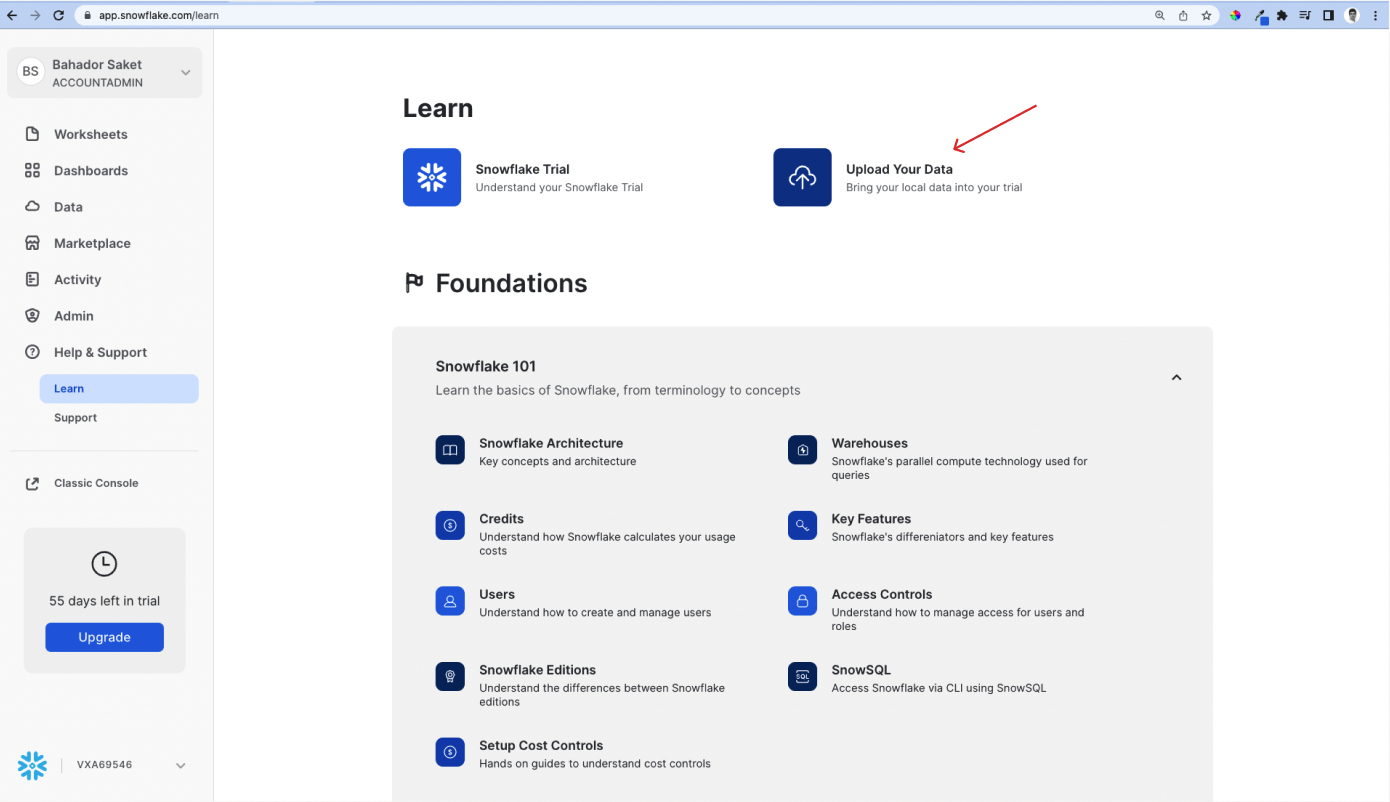 app.snowflake.com/learn
BS
Bahador Saket
ACCOUNTADMIN
Worksheets
Dashboards
Data
Marketplace
Activity
Admin
Help & Support
Learn
Support
Classic Console
55 days left in trial
Upgrade
VXA69546
Learn
Snowflake Trial
Understand your Snowflake Trial
Upload Your Data
Bring your local data into your trial
Foundations
Snowflake 101
Learn the basics of Snowflake, from terminology to concepts
Snowflake Architecture
Key concepts and architecture
Warehouses
Snowflake's parallel compute technology used for
queries
$
Credits
Understand how Snowflake calculates your usage
costs
Key Features
Snowflake's differeniators and key features
Users
Understand how to create and manage users
Access Controls
Understand how to manage access for users and
roles
Snowflake Editions
Understand the differences between Snowflake
editions
SQL
SnowSQL
Access Snowflake via CLI using SnowSQL
$
Setup Cost Controls
Hands on guides to understand cost controls